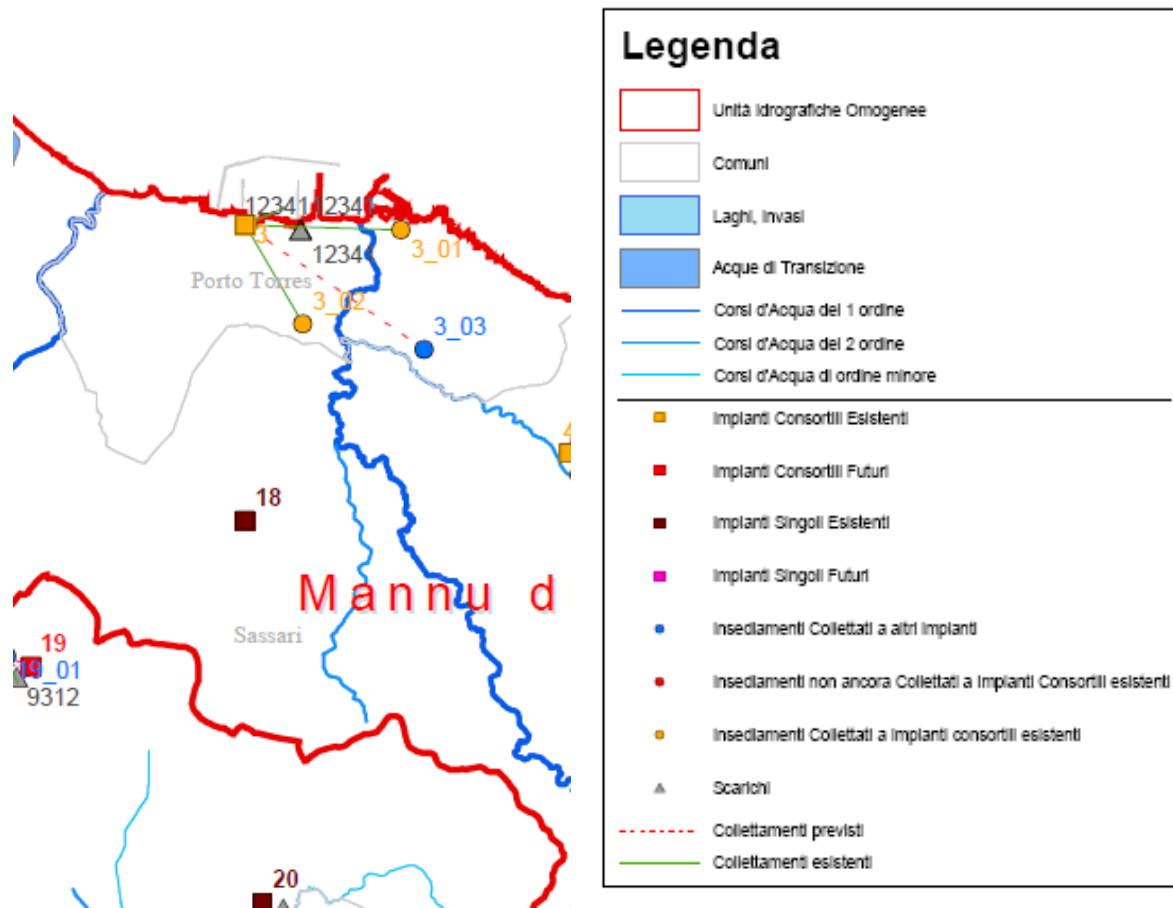 12341
3
3_01
Porto Torres
3_02
3_03
18
Mannu d
Sassari
19
19_01
9312
20
Legenda
Unità Idrografiche Omogenee
Comuni
Laghi, Invasi
Acque di Transizione
Corsi d'Acqua del 1 ordine
Corsi d'Acqua del 2 ordine
Corsi d'Acqua di ordine minore
Impianti Consortili Esistenti
Impianti Consortili Futuri
Impianti Singoli Esistenti
Impianti Singoli Futuri
Insediamenti Collettati a altri Impianti
Insediamenti non ancora Collettati a Impianti Consortili esistenti
Insediamenti Collettati a Impianti consortili esistenti
Scarichi
Collettamenti previsti
Collettamenti esistenti